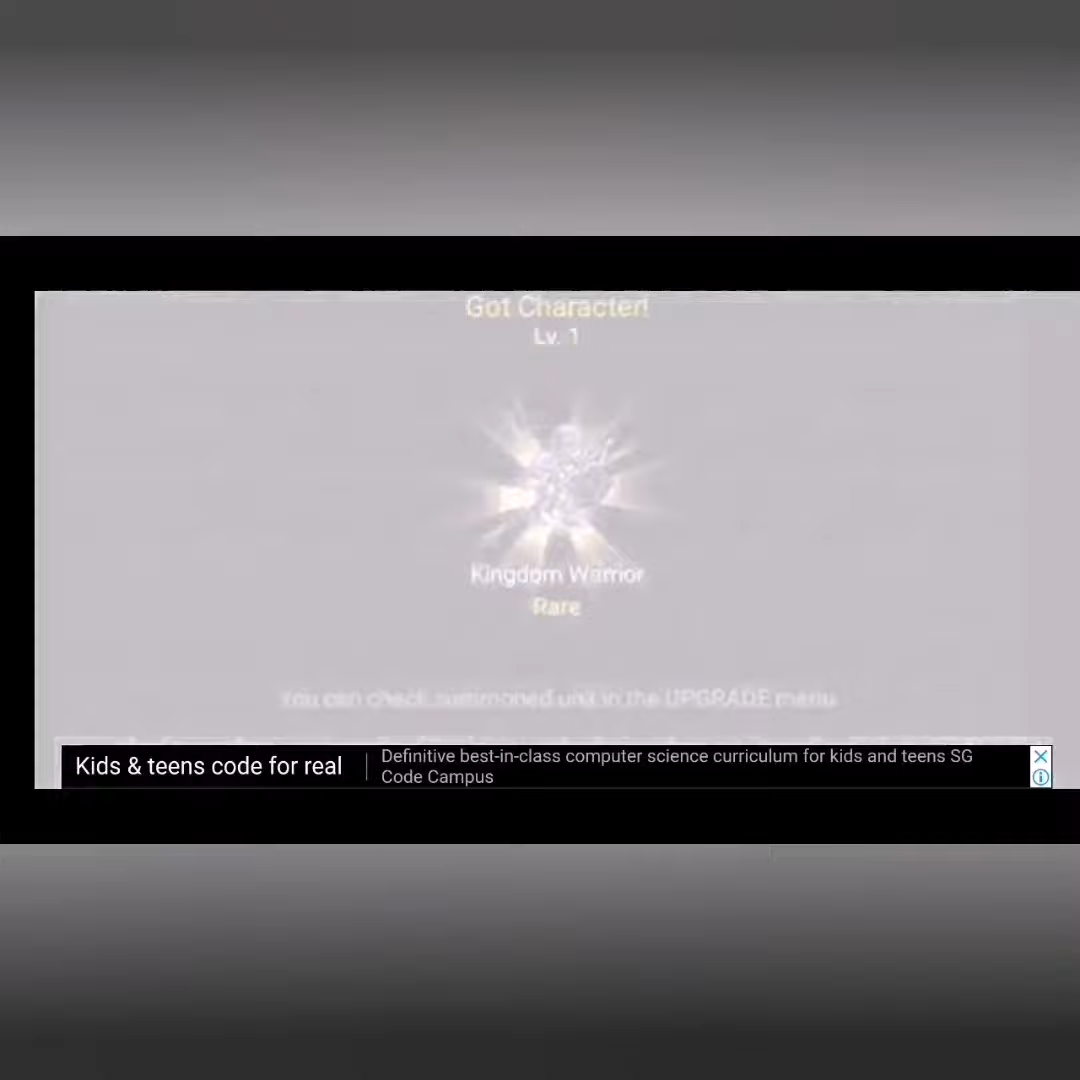 Got Character!
Lv. 1
Kingdom Warrior
Rare
You can check summoned unit in the UPGRADE menu
Kids & teens code for real
Definitive best-in-class computer science curriculum for kids and teens SG
Code Campus